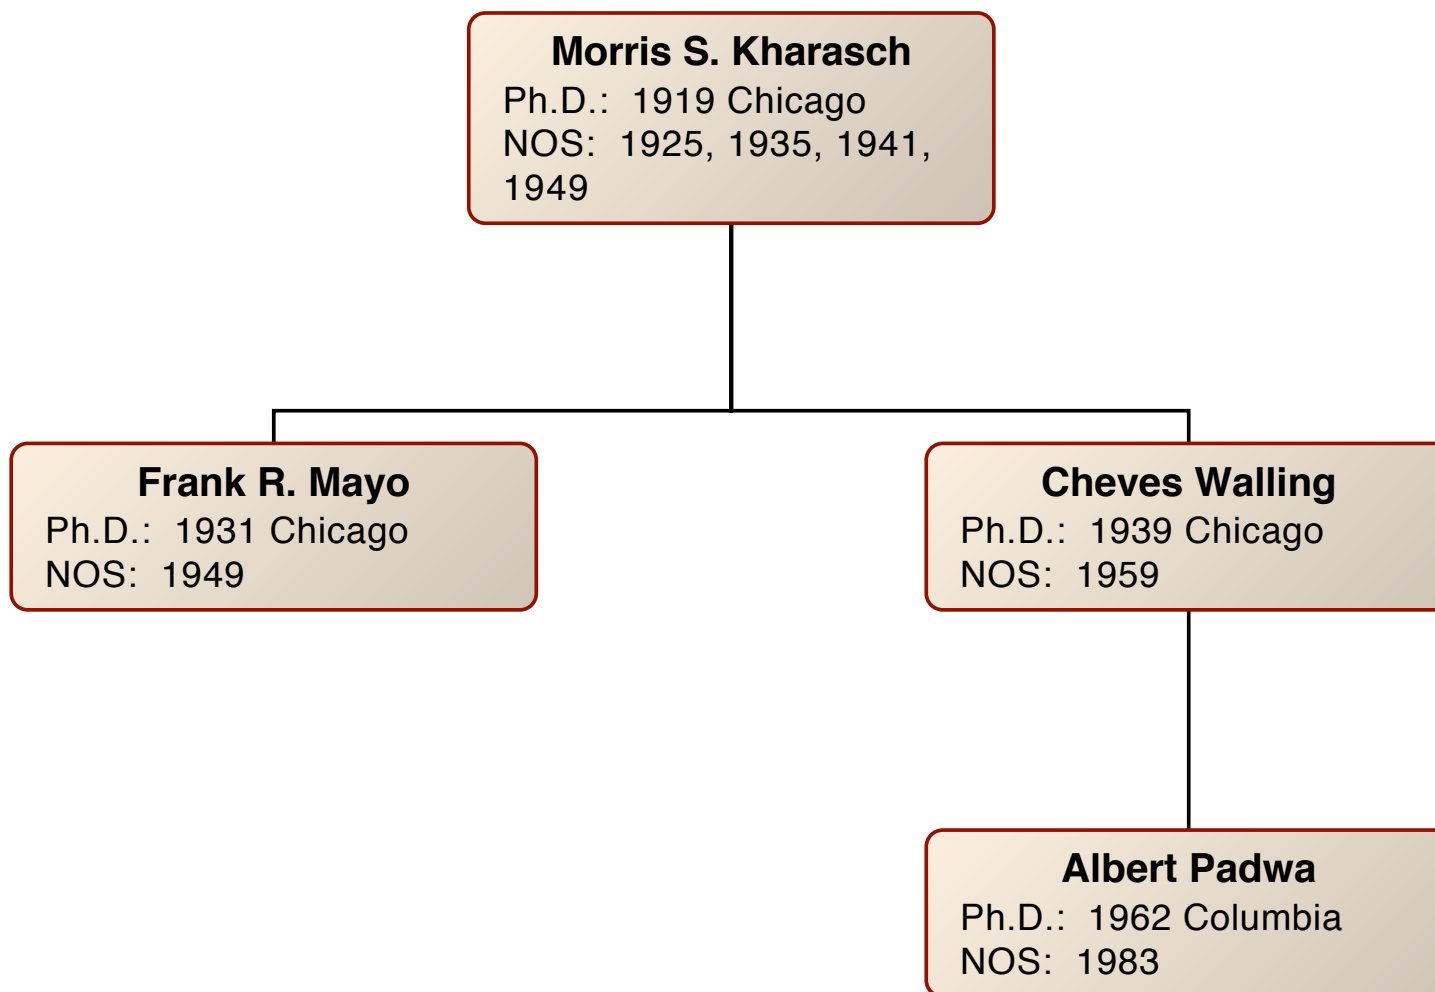 Morris S. Kharasch
Ph.D.: 1919 Chicago
NOS: 1925, 1935, 1941,
1949
Frank R. Mayo
Ph.D.: 1931 Chicago
NOS: 1949
Cheves Walling
Ph.D.: 1939 Chicago
NOS: 1959
Albert Padwa
Ph.D.: 1962 Columbia
NOS: 1983